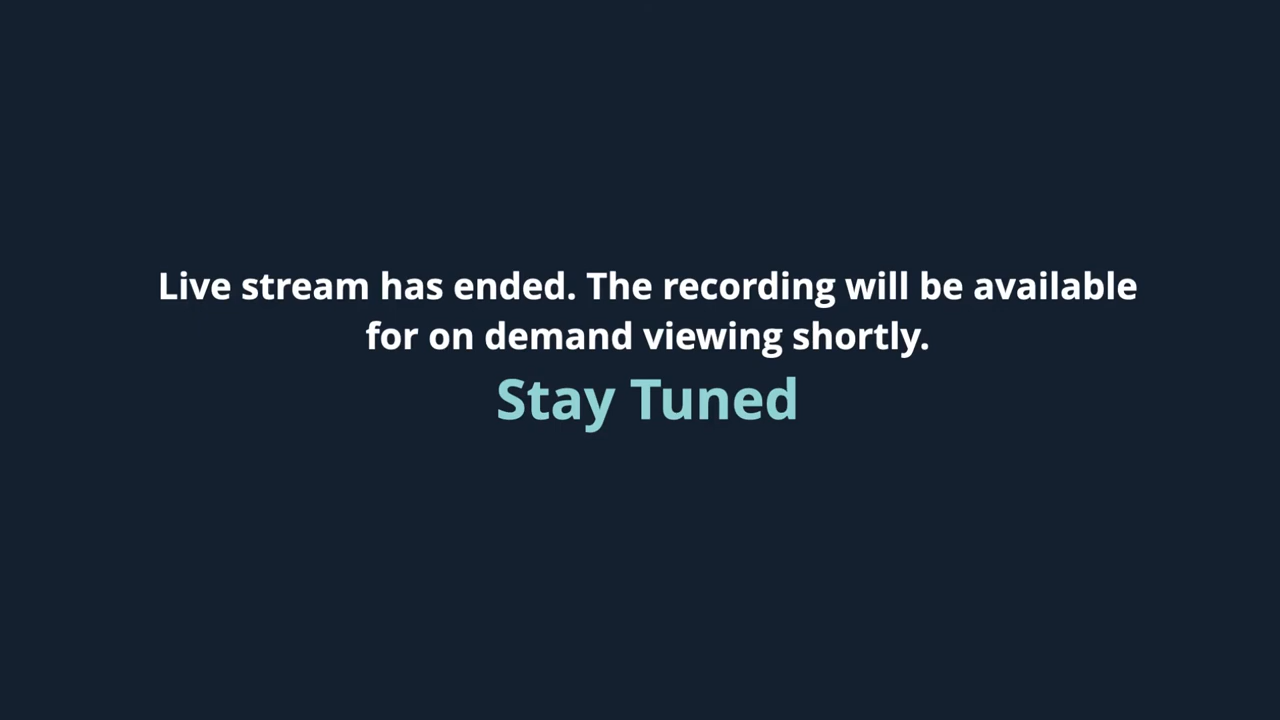 Live stream has ended. The recording will be available
for on demand viewing shortly.
Stay Tuned